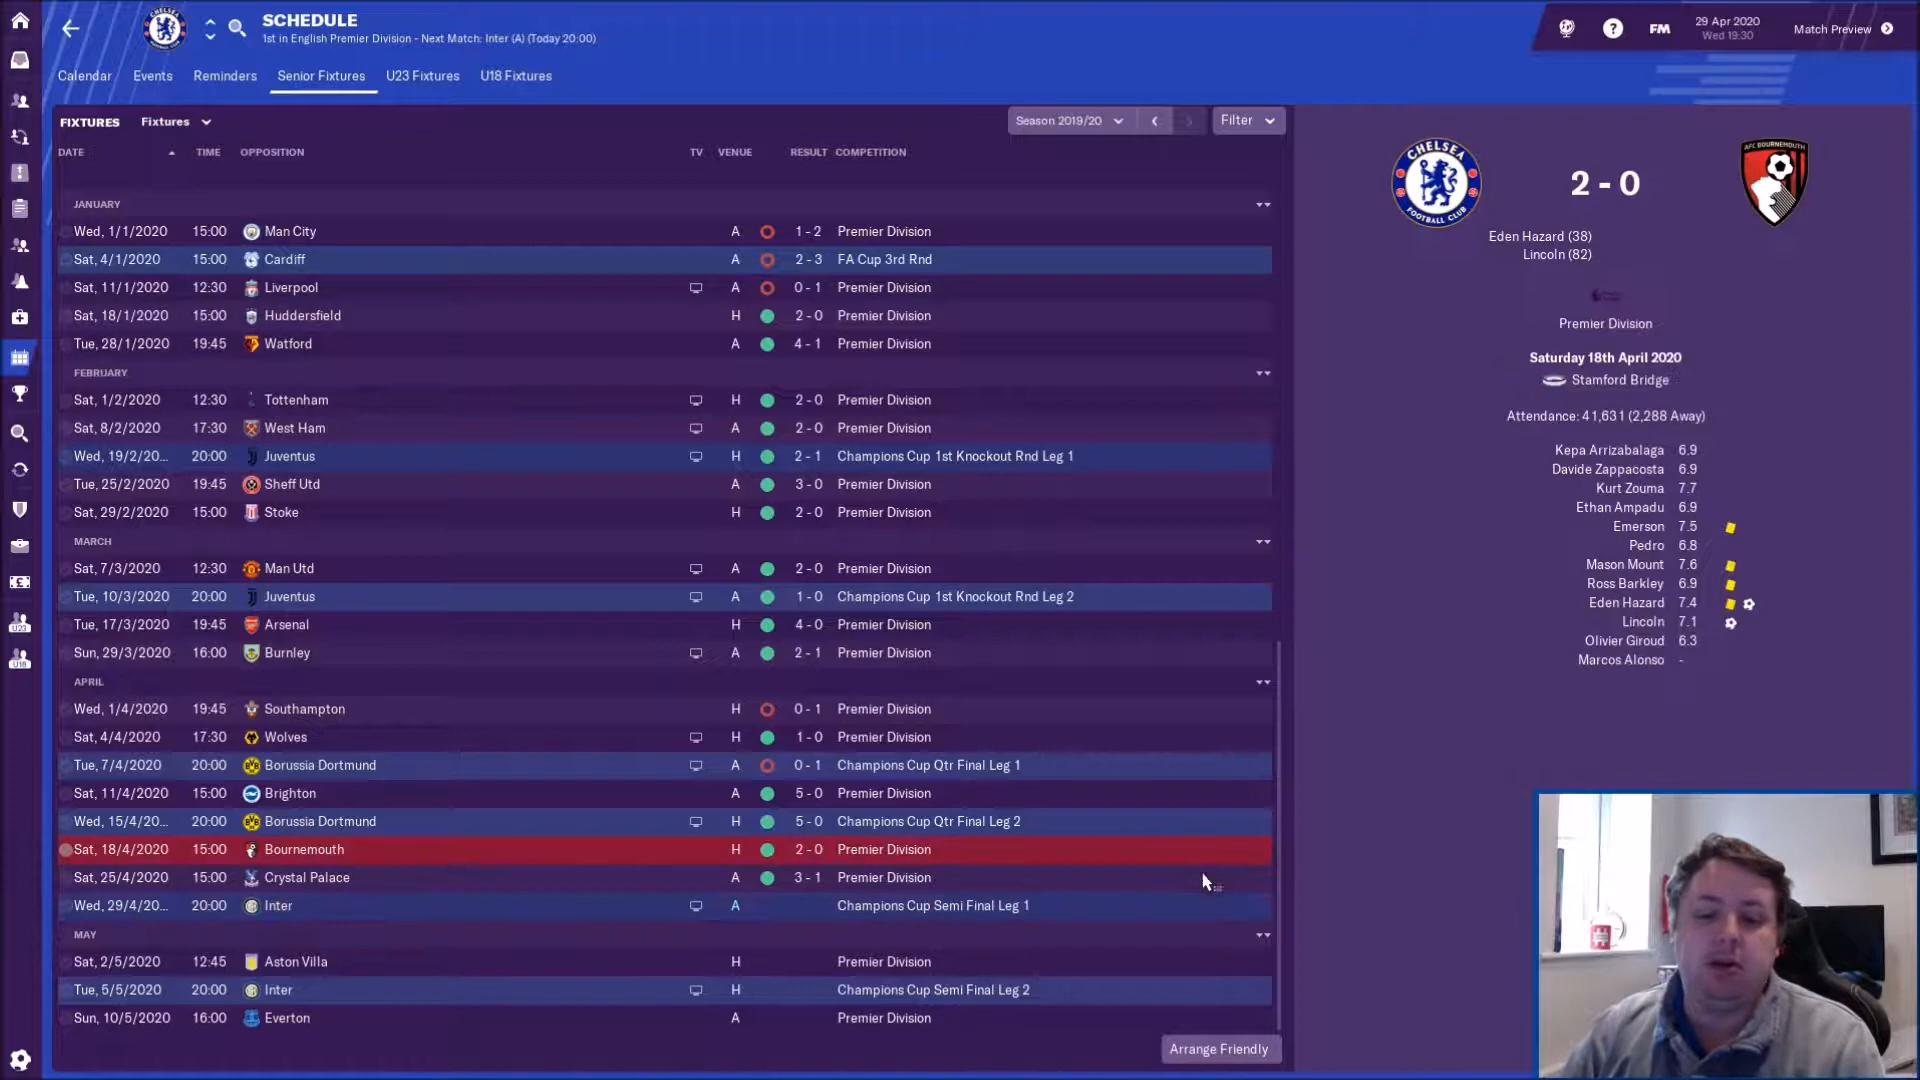 SCHEDULE
1st in English Premier Division - Next Match: Inter (A) (Today 20:00)
FM
29 Apr 2020
Wed 19:30
Match Preview
Calendar Events Reminders Senior Fixtures U23 Fixtures U18 Fixtures
FIXTURES Fixtures Season 2019/20 Filter
DATE TIME OPPOSITION TV VENUE RESULT COMPETITION
JANUARY
Wed, 1/1/2020 15:00 Man City A 1 - 2 Premier Division
Sat, 4/1/2020 15:00 Cardiff A 2 - 3 FA Cup 3rd Rnd
Sat, 11/1/2020 12:30 Liverpool A 0 - 1 Premier Division
Sat, 18/1/2020 15:00 Huddersfield H 2 - 0 Premier Division
Tue, 28/1/2020 19:45 Watford A 4 - 1 Premier Division
FEBRUARY
Sat, 1/2/2020 12:30 Tottenham H 2 - 0 Premier Division
Sat, 8/2/2020 17:30 West Ham A 2 - 0 Premier Division
Wed, 19/2/20... 20:00 Juventus H 2 - 1 Champions Cup 1st Knockout Rnd Leg 1
Tue, 25/2/2020 19:45 Sheff Utd A 3 - 0 Premier Division
Sat, 29/2/2020 15:00 Stoke H 2 - 0 Premier Division
MARCH
Sat, 7/3/2020 12:30 Man Utd A 2 - 0 Premier Division
Tue, 10/3/2020 20:00 Juventus A 1 - 0 Champions Cup 1st Knockout Rnd Leg 2
Tue, 17/3/2020 19:45 Arsenal H 4 - 0 Premier Division
Sun, 29/3/2020 16:00 Burnley A 2 - 1 Premier Division
APRIL
Wed, 1/4/2020 19:45 Southampton H 0 - 1 Premier Division
Sat, 4/4/2020 17:30 Wolves H 1 - 0 Premier Division
Tue, 7/4/2020 20:00 Borussia Dortmund A 0 - 1 Champions Cup Qtr Final Leg 1
Sat, 11/4/2020 15:00 Brighton A 5 - 0 Premier Division
Wed, 15/4/20... 20:00 Borussia Dortmund H 5 - 0 Champions Cup Qtr Final Leg 2
Sat, 18/4/2020 15:00 Bournemouth H 2 - 0 Premier Division
Sat, 25/4/2020 15:00 Crystal Palace A 3 - 1 Premier Division
Wed, 29/4/20... 20:00 Inter A Champions Cup Semi Final Leg 1
MAY
Sat, 2/5/2020 12:45 Aston Villa H Premier Division
Tue, 5/5/2020 20:00 Inter H Champions Cup Semi Final Leg 2
Sun, 10/5/2020 16:00 Everton A Premier Division
Arrange Friendly
U23
U18
CHELSEA
FOOTBALL CLUB
2 - 0
AFC BOURNEMOUTH
Eden Hazard (38)
Lincoln (82)
Premier Division
Saturday 18th April 2020
Stamford Bridge
Attendance: 41,631 (2,288 Away)
Kepa Arrizabalaga 6.9
Davide Zappacosta 6.9
Kurt Zouma 7.7
Ethan Ampadu 6.9
Emerson 7.5
Pedro 6.8
Mason Mount 7.6
Ross Barkley 6.9
Eden Hazard 7.4
Lincoln 7.1
Olivier Giroud 6.3
Marcos Alonso -